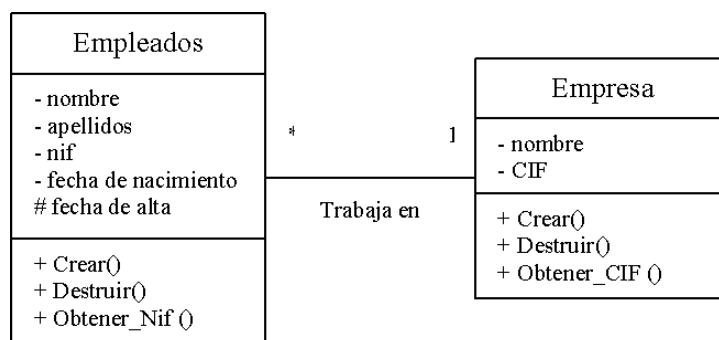 Empleados
- nombre
- apellidos
- nif
- fecha de nacimiento
# fecha de alta
+ Crear()
+ Destruir()
+ Obtener_Nif ()
* 1
Trabaja en
Empresa
- nombre
- CIF
+ Crear()
+ Destruir()
+ Obtener_CIF ()